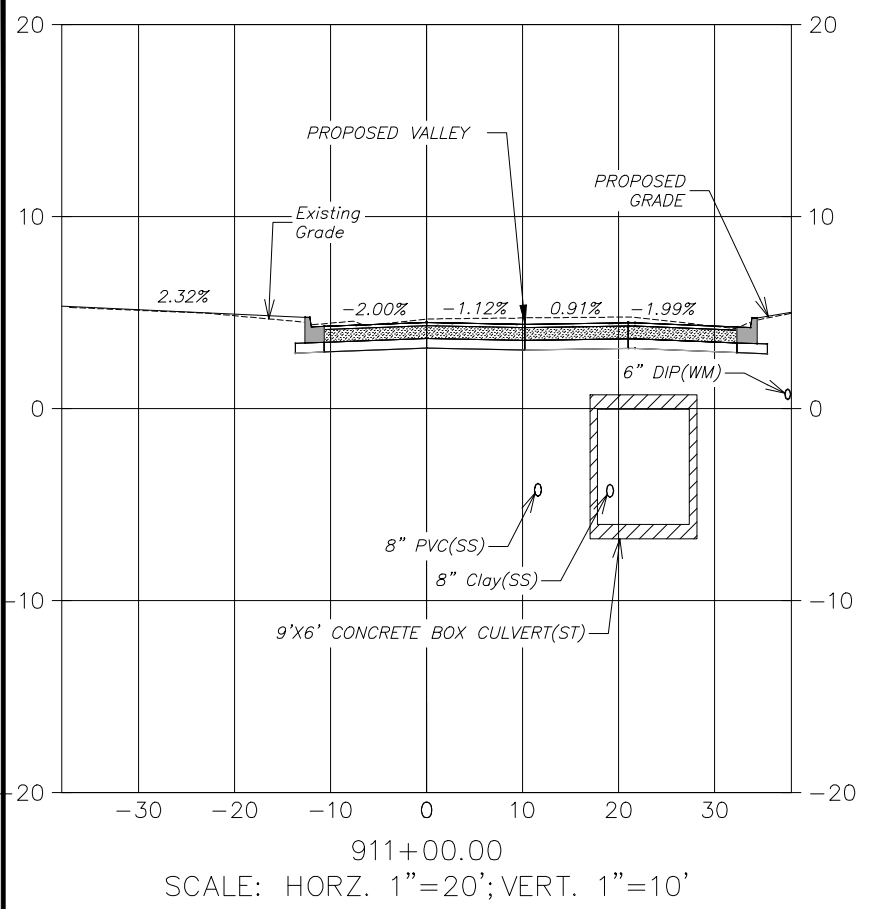 20 20
PROPOSED VALLEY
PROPOSED
GRADE
10 10
Existing
Grade
2.32% −2.00% −1.12% 0.91% −1.99%
6" DIP(WM)
0 0
8" PVC(SS)
8" Clay(SS)
−10 −10
9'X6' CONCRETE BOX CULVERT(ST)
−20 −20
−30 −20 −10 0 10 20 30
911+00.00
SCALE: HORZ. 1"=20'; VERT. 1"=10'